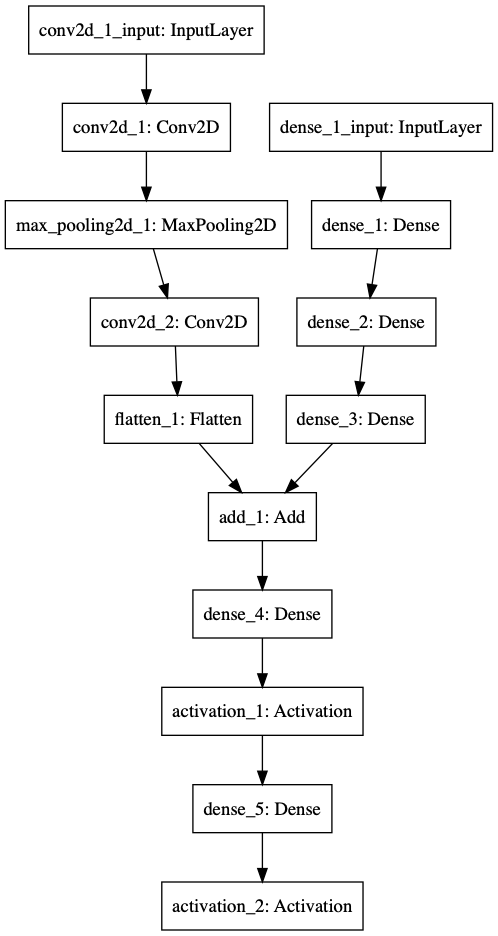 conv2d_1_input: InputLayer
conv2d_1: Conv2D
dense_1_input: InputLayer
max_pooling2d_1: MaxPooling2D
dense_1: Dense
conv2d_2: Conv2D
dense_2: Dense
flatten_1: Flatten
dense_3: Dense
add_1: Add
dense_4: Dense
activation_1: Activation
dense_5: Dense
activation_2: Activation